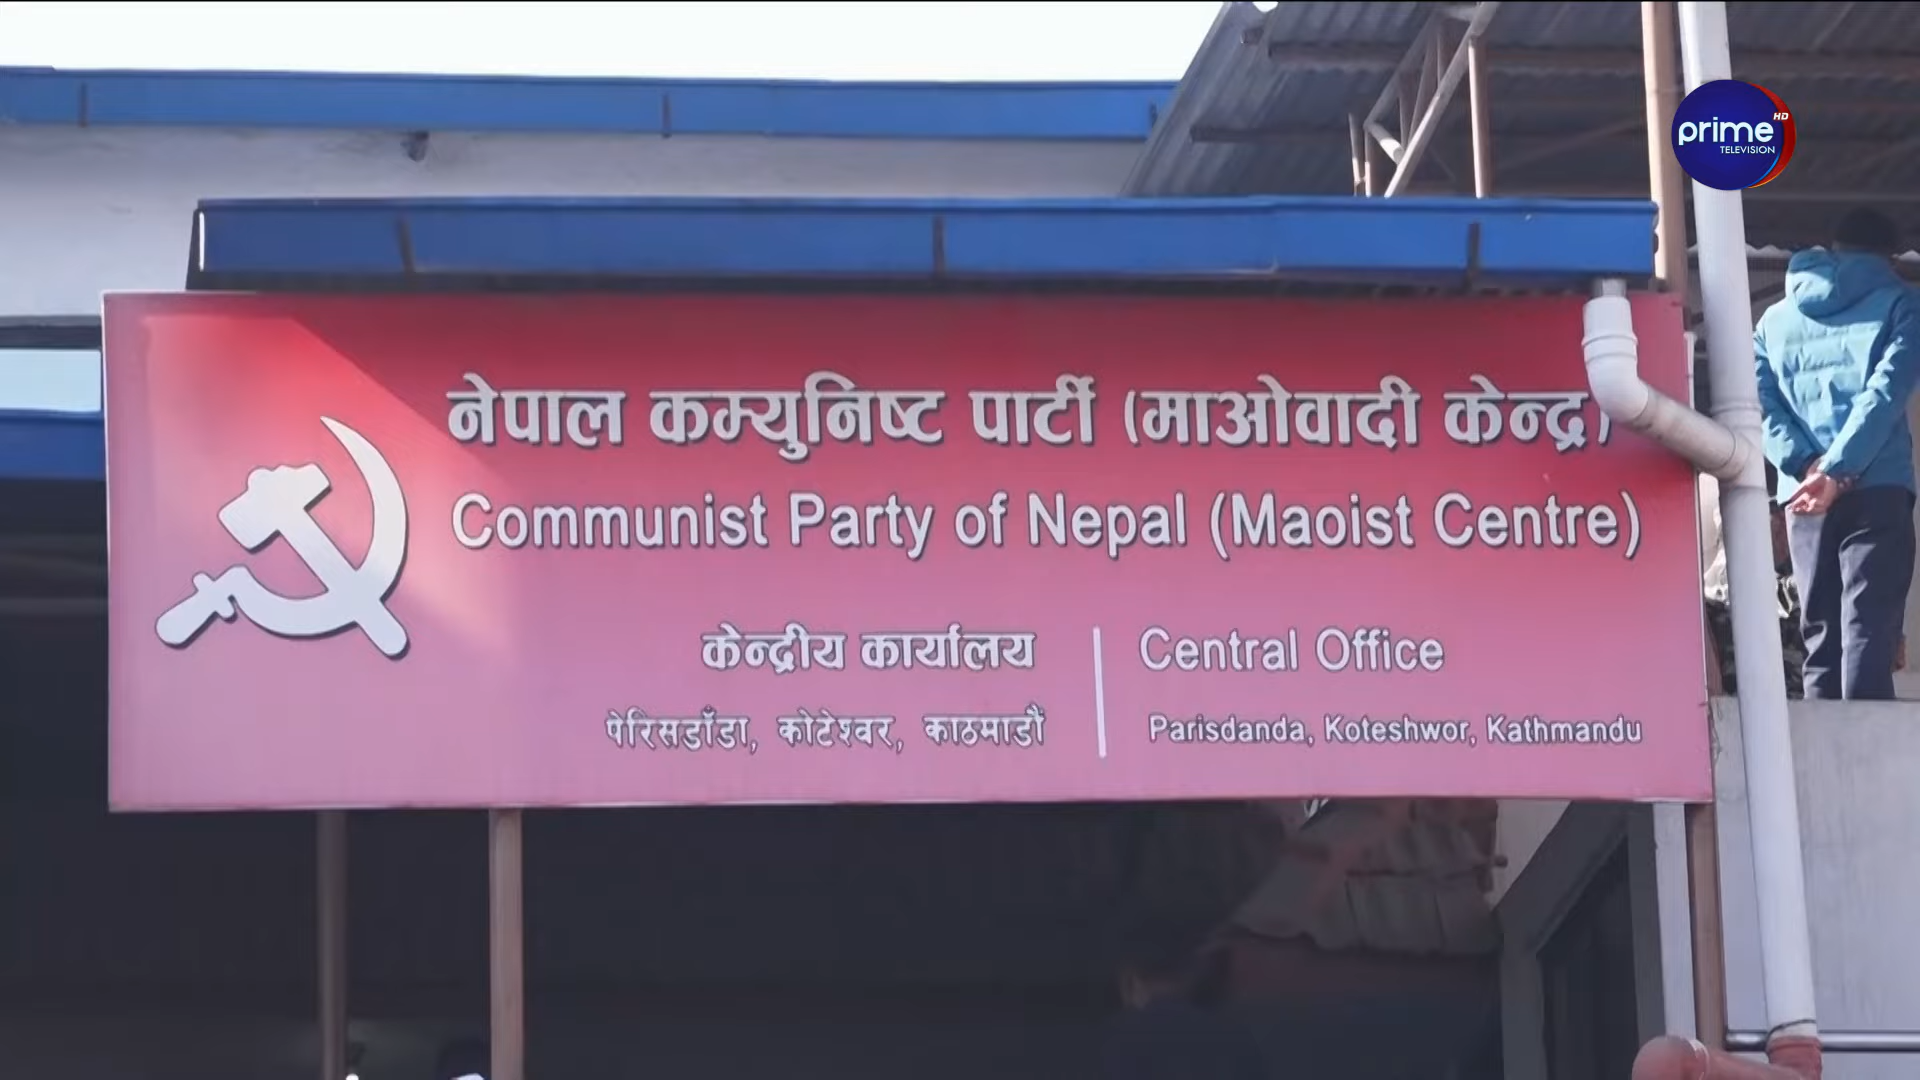 prime HD
TELEVISION
नेपाल कम्युनिष्ट पार्टी (माओवादी केन्द्र)
Communist Party of Nepal (Maoist Centre)
केन्द्रीय कार्यालय
पेरिसडाँडा, कोटेश्वर, काठमाडौं
Central Office
Parisdanda, Koteshwor, Kathmandu